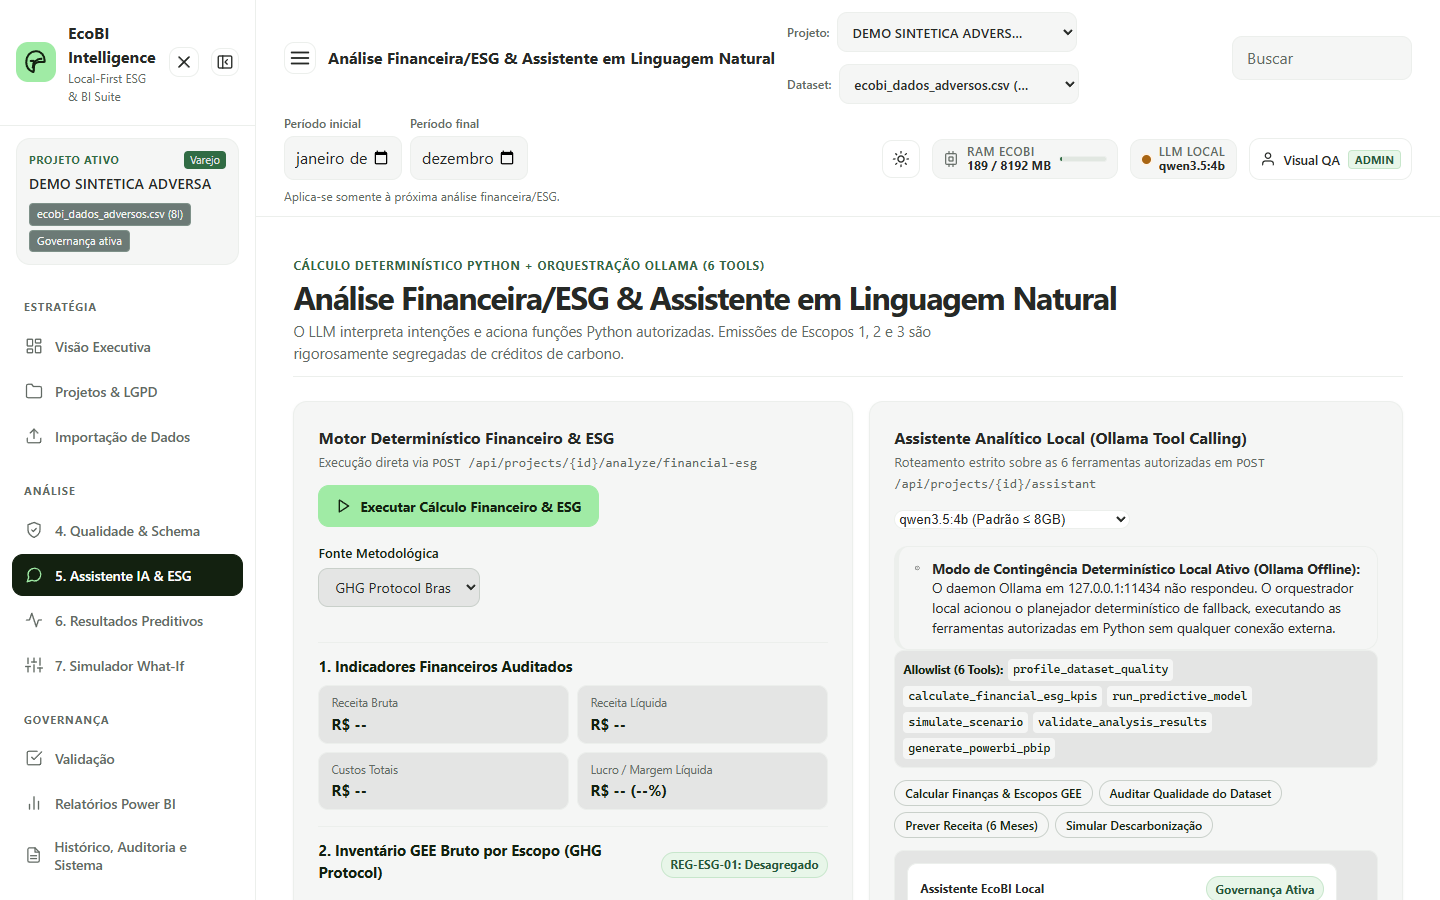 EcoBI
Intelligence
Local-First ESG
& BI Suite
PROJETO ATIVO
Varejo
DEMO SINTETICA ADVERSA
ecobi_dados_adversos.csv (8l)
Governança ativa
ESTRATÉGIA
Visão Executiva
Projetos & LGPD
Importação de Dados
ANÁLISE
4. Qualidade & Schema
5. Assistente IA & ESG
6. Resultados Preditivos
7. Simulador What-If
GOVERNANÇA
Validação
Relatórios Power BI
Histórico, Auditoria e
Sistema
Análise Financeira/ESG & Assistente em Linguagem Natural
Projeto:
DEMO SINTETICA ADVERS...
Dataset:
ecobi_dados_adversos.csv (...
Buscar
Período inicial
Período final
janeiro de
dezembro
Aplica-se somente à próxima análise financeira/ESG.
RAM ECOBI
189 / 8192 MB
LLM LOCAL
qwen3.5:4b
Visual QA
ADMIN
CÁLCULO DETERMINÍSTICO PYTHON + ORQUESTRAÇÃO OLLAMA (6 TOOLS)
Análise Financeira/ESG & Assistente em Linguagem Natural
O LLM interpreta intenções e aciona funções Python autorizadas. Emissões de Escopos 1, 2 e 3 são
rigorosamente segregadas de créditos de carbono.
Motor Determinístico Financeiro & ESG
Execução direta via POST /api/projects/{id}/analyze/financial-esg
Executar Cálculo Financeiro & ESG
Fonte Metodológica
GHG Protocol Bras
1. Indicadores Financeiros Auditados
Receita Bruta
R$ --
Receita Líquida
R$ --
Custos Totais
R$ --
Lucro / Margem Líquida
R$ -- (--%)
2. Inventário GEE Bruto por Escopo (GHG
Protocol)
REG-ESG-01: Desagregado
Assistente Analítico Local (Ollama Tool Calling)
Roteamento estrito sobre as 6 ferramentas autorizadas em POST
/api/projects/{id}/assistant
qwen3.5:4b (Padrão ≤ 8GB)
Modo de Contingência Determinístico Local Ativo (Ollama Offline):
O daemon Ollama em 127.0.0.1:11434 não respondeu. O orquestrador
local acionou o planejador determinístico de fallback, executando as
ferramentas autorizadas em Python sem qualquer conexão externa.
Allowlist (6 Tools): profile_dataset_quality
calculate_financial_esg_kpis run_predictive_model
simulate_scenario validate_analysis_results
generate_powerbi_pbip
Calcular Finanças & Escopos GEE
Auditar Qualidade do Dataset
Prever Receita (6 Meses)
Simular Descarbonização
Assistente EcoBI Local
Governança Ativa